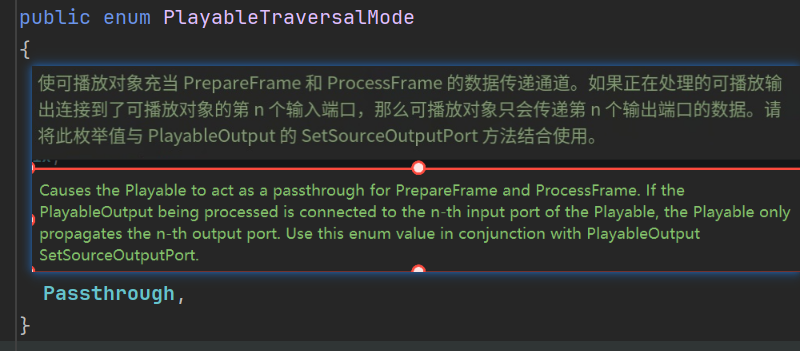 public enum PlayableTraversalMode
{
使可播放对象充当 PrepareFrame 和 ProcessFrame 的数据传递通道。如果正在处理的可播放输
出连接到了可播放对象的第 n 个输入端口，那么可播放对象只会传递第 n 个输出端口的数据。请
将此枚举值与 PlayableOutput 的 SetSourceOutputPort 方法结合使用。
Causes the Playable to act as a passthrough for PrepareFrame and ProcessFrame. If the
PlayableOutput being processed is connected to the n-th input port of the Playable, the Playable only
propagates the n-th output port. Use this enum value in conjunction with PlayableOutput
SetSourceOutputPort.
Passthrough,
}